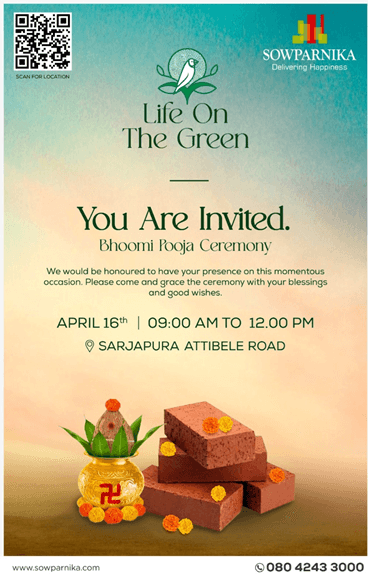 SCAN FOR LOCATION
SOWPARNIKA
Delivering Happiness
Life On
The Green
You Are Invited.
Bhoomi Pooja Ceremony
We would be honoured to have your presence on this momentous
occasion. Please come and grace the ceremony with your blessings
and good wishes.
APRIL 16th | 09:00 AM TO 12.00 PM
SARJAPURA ATTIBELE ROAD
www.sowparnika.com
080 4243 3000